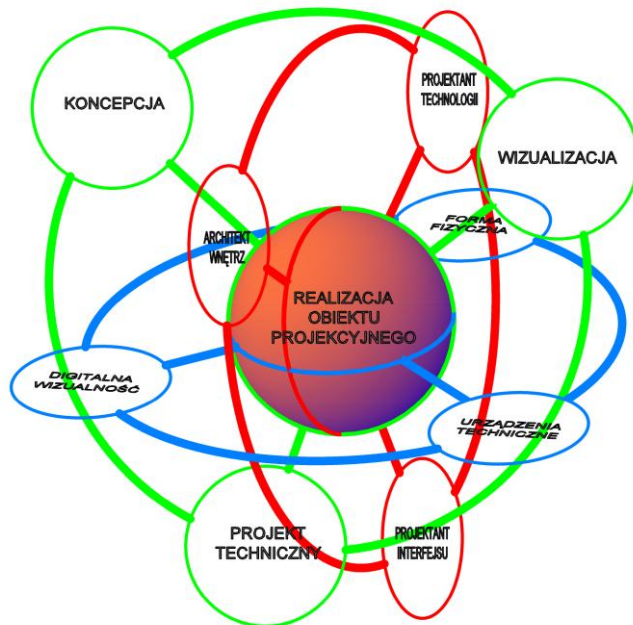 PROJEKTANT
TECHNOLOGII
KONCEPCJA
WIZUALIZACJA
FORMA
FIZYCZNA
ARCHITEKT
WNĘTRZ
REALIZACJA
OBIEKTU
PROJEKCYJNEGO
DIGITALNA
WIZUALNOŚĆ
URZĄDZENIA
TECHNICZNE
PROJEKT
TECHNICZNY
PROJEKTANT
INTERFEJSU